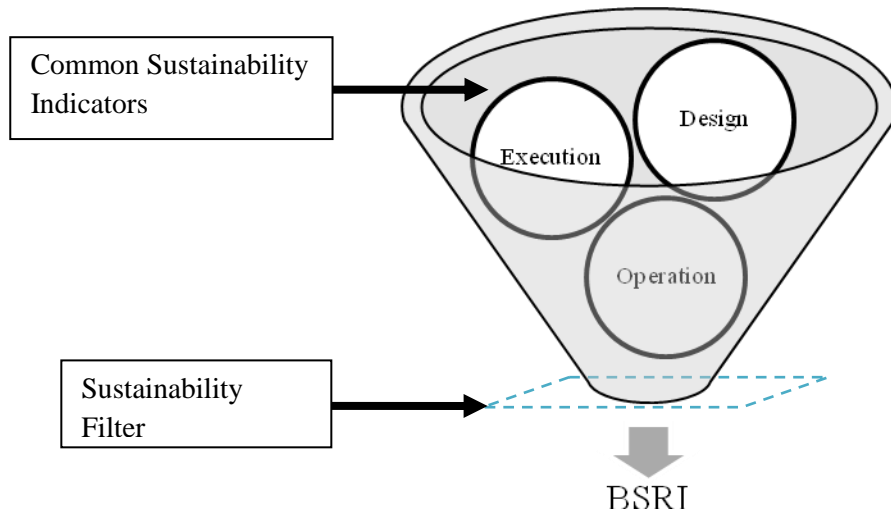 Common Sustainability
Indicators
Design
Execution
Operation
Sustainability
Filter
BSRI